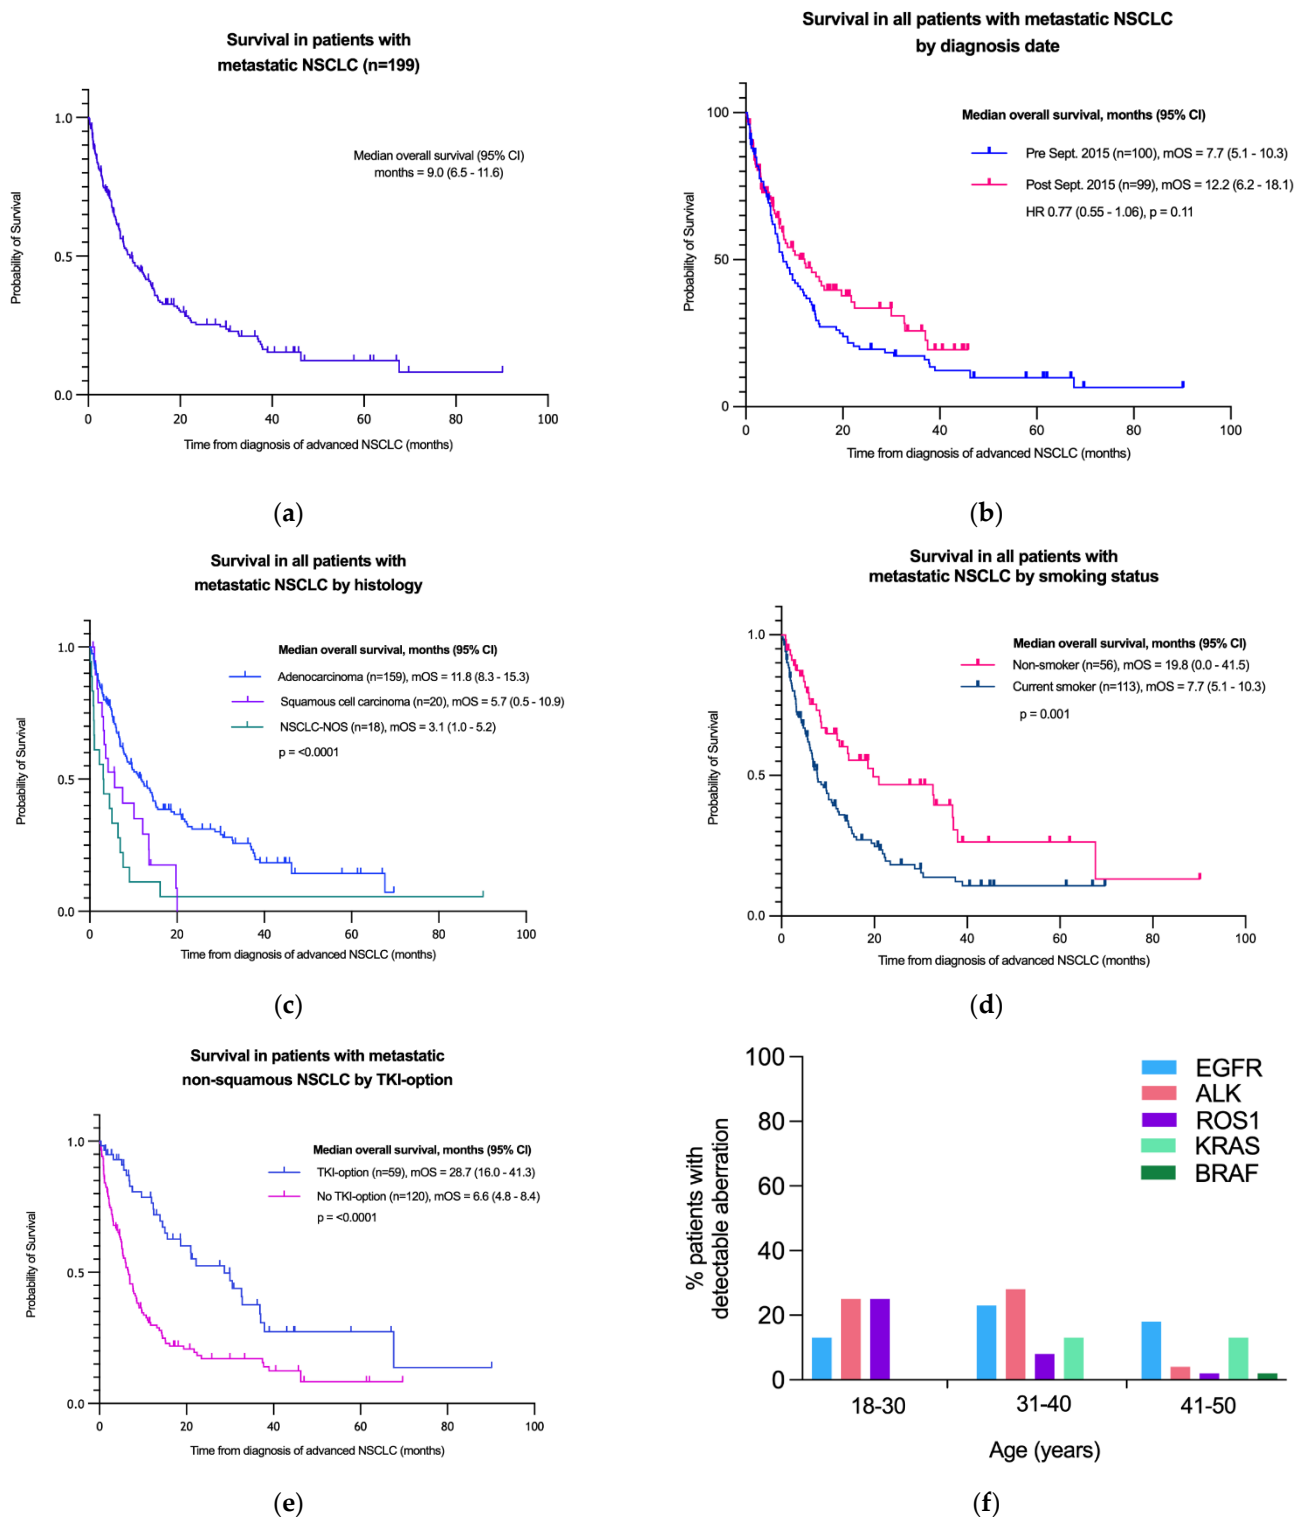 Survival in patients with
metastatic NSCLC (n=199)
Median overall survival (95% CI)
months = 9.0 (6.5 - 11.6)
Probability of Survival
1.0
0.5
0.0
0 20 40 60 80 100
Time from diagnosis of advanced NSCLC (months)
(a)
Survival in all patients with metastatic NSCLC
by diagnosis date
Median overall survival, months (95% CI)
Pre Sept. 2015 (n=100), mOS = 7.7 (5.1 - 10.3)
Post Sept. 2015 (n=99), mOS = 12.2 (6.2 - 18.1)
HR 0.77 (0.55 - 1.06), p = 0.11
Probability of Survival
100
50
0
0 20 40 60 80 100
Time from diagnosis of advanced NSCLC (months)
(b)
Survival in all patients with
metastatic NSCLC by histology
Median overall survival, months (95% CI)
Adenocarcinoma (n=159), mOS = 11.8 (8.3 - 15.3)
Squamous cell carcinoma (n=20), mOS = 5.7 (0.5 - 10.9)
NSCLC-NOS (n=18), mOS = 3.1 (1.0 - 5.2)
p = <0.0001
Probability of Survival
1.0
0.5
0.0
0 20 40 60 80 100
Time from diagnosis of advanced NSCLC (months)
(c)
Survival in all patients with
metastatic NSCLC by smoking status
Median overall survival, months (95% CI)
Non-smoker (n=56), mOS = 19.8 (0.0 - 41.5)
Current smoker (n=113), mOS = 7.7 (5.1 - 10.3)
p = 0.001
Probability of Survival
1.0
0.5
0.0
0 20 40 60 80 100
Time from diagnosis of advanced NSCLC (months)
(d)
Survival in patients with metastatic
non-squamous NSCLC by TKI-option
Median overall survival, months (95% CI)
TKI-option (n=59), mOS = 28.7 (16.0 - 41.3)
No TKI-option (n=120), mOS = 6.6 (4.8 - 8.4)
p = <0.0001
Probability of Survival
1.0
0.5
0.0
0 20 40 60 80 100
Time from diagnosis of advanced NSCLC (months)
(e)
EGFR
ALK
ROS1
KRAS
BRAF
% patients with
detectable aberration
100
80
60
40
20
0
18-30 31-40 41-50
Age (years)
(f)